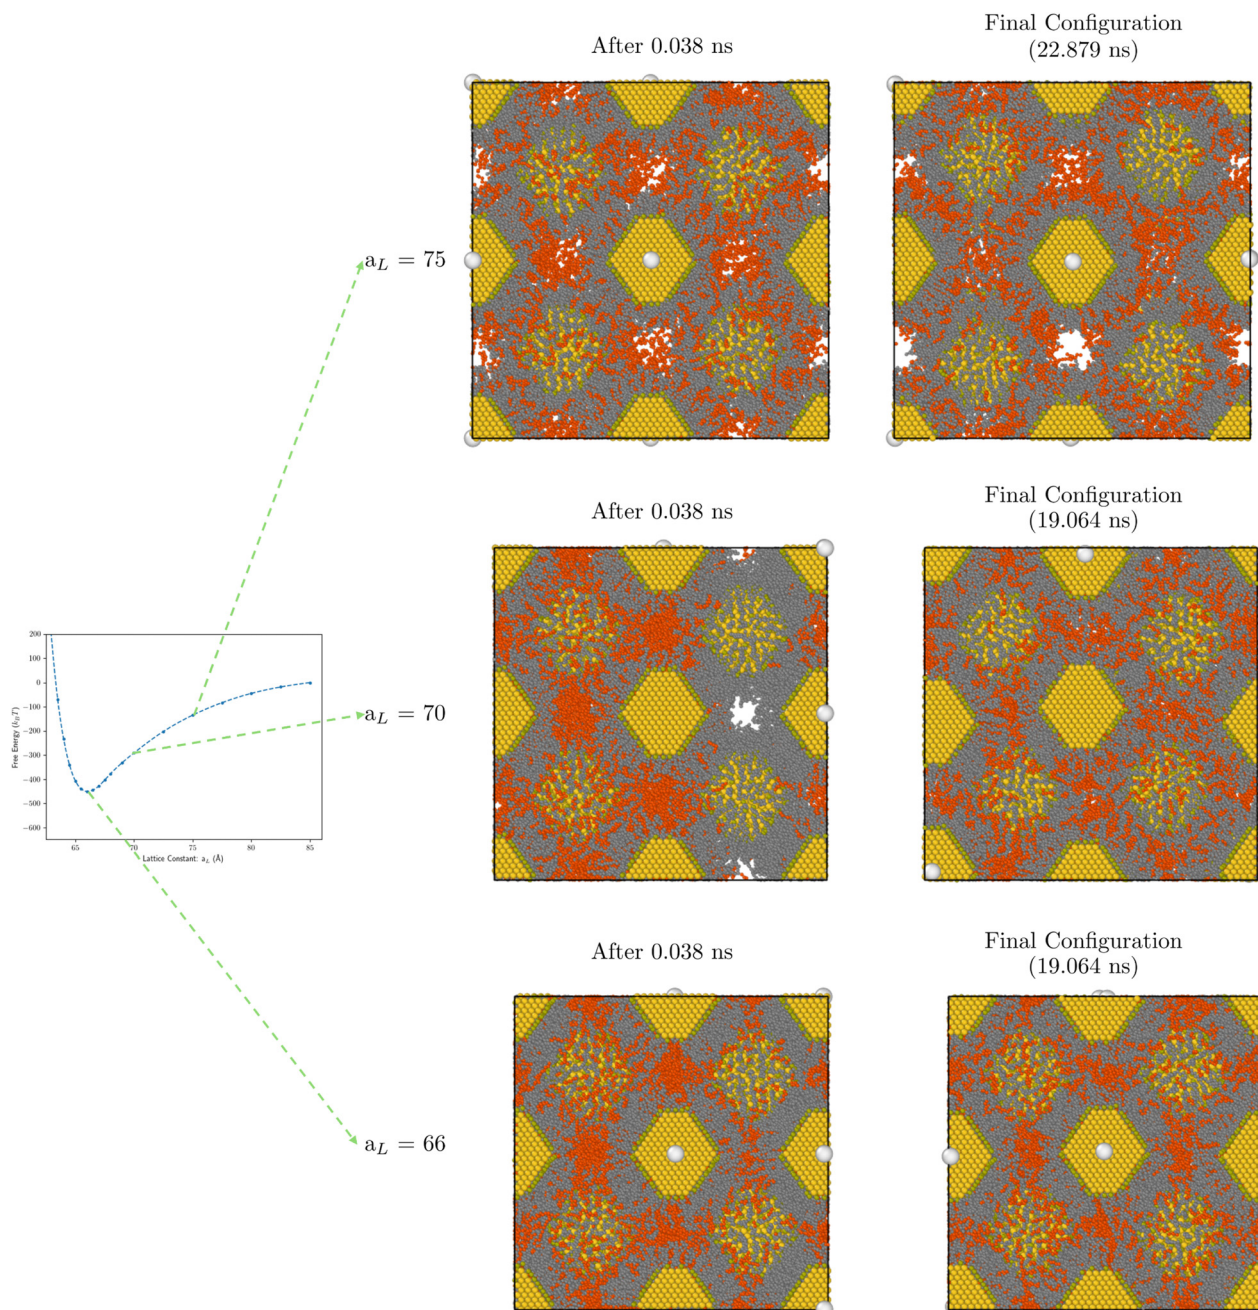 Final Configuration
After 0.038 ns
(22.879 ns)
a_L = 75
Final Configuration
After 0.038 ns
(19.064 ns)
a_L = 70
200
100
0
−100
−200
−300
−400
−500
−600
Free Energy (k_BT)
65 70 75 80 85
Lattice Constant: a_L (Å)
Final Configuration
After 0.038 ns
(19.064 ns)
a_L = 66